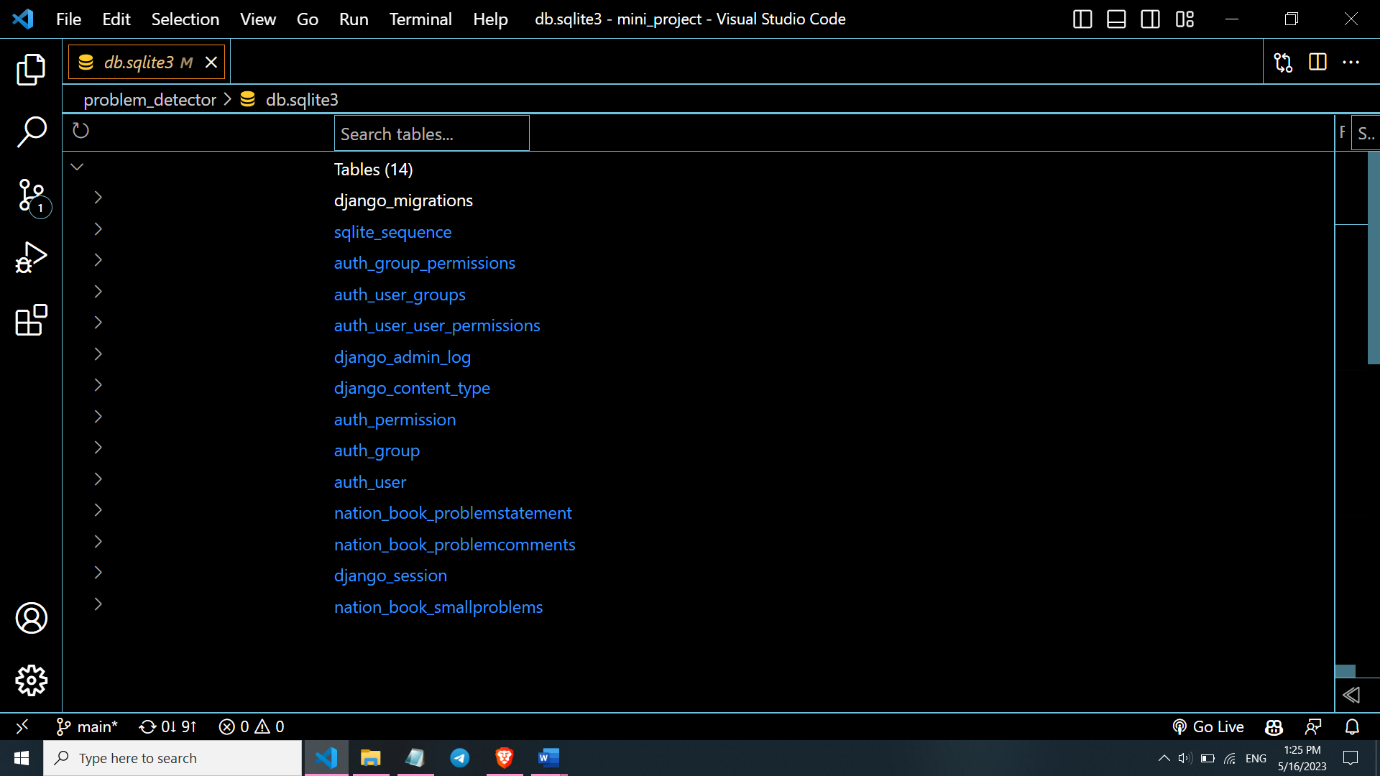 File Edit Selection View Go Run Terminal Help db.sqlite3 - mini_project - Visual Studio Code
db.sqlite3 M
problem_detector > db.sqlite3
Search tables...
F S..
Tables (14)
django_migrations
sqlite_sequence
auth_group_permissions
auth_user_groups
auth_user_user_permissions
django_admin_log
django_content_type
auth_permission
auth_group
auth_user
nation_book_problemstatement
nation_book_problemcomments
django_session
nation_book_smallproblems
1
main* 0↓ 9↑ 0 0 Go Live
Type here to search
W
ENG
1:25 PM
5/16/2023